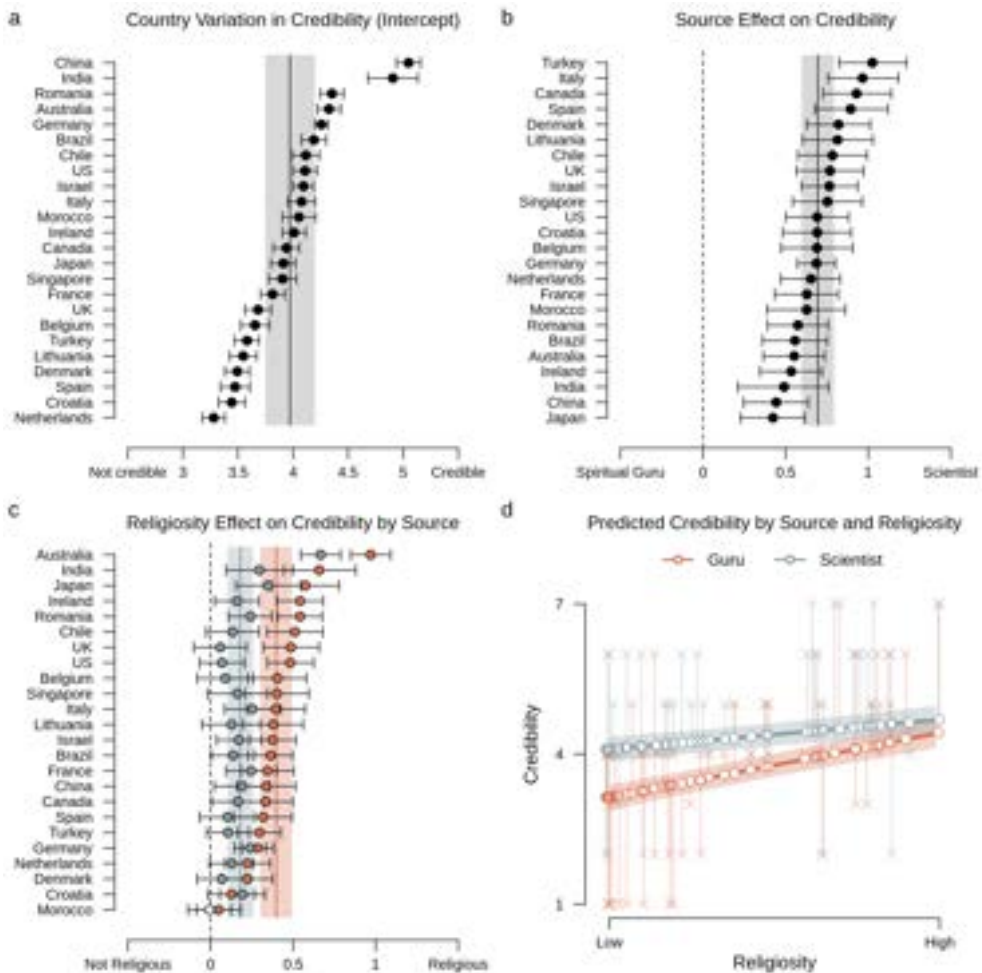 a
Country Variation in Credibility (Intercept)
China
India
Romania
Australia
Germany
Brazil
Chile
US
Israel
Italy
Morocco
Ireland
Canada
Japan
Singapore
France
UK
Belgium
Turkey
Lithuania
Denmark
Spain
Croatia
Netherlands
Not credible 3 3.5 4 4.5 5 Credible
b
Source Effect on Credibility
Turkey
Italy
Canada
Spain
Denmark
Lithuania
Chile
UK
Israel
Singapore
US
Croatia
Belgium
Germany
Netherlands
France
Morocco
Romania
Brazil
Australia
Ireland
India
China
Japan
Spiritual Guru 0 0.5 1 Scientist
c
Religiosity Effect on Credibility by Source
Australia
India
Japan
Ireland
Romania
Chile
UK
US
Belgium
Singapore
Italy
Lithuania
Israel
Brazil
France
China
Canada
Spain
Turkey
Germany
Netherlands
Denmark
Croatia
Morocco
Not Religious 0 0.5 1 Religious
d
Predicted Credibility by Source and Religiosity
Guru Scientist
7
4
1
Credibility
Low High
Religiosity